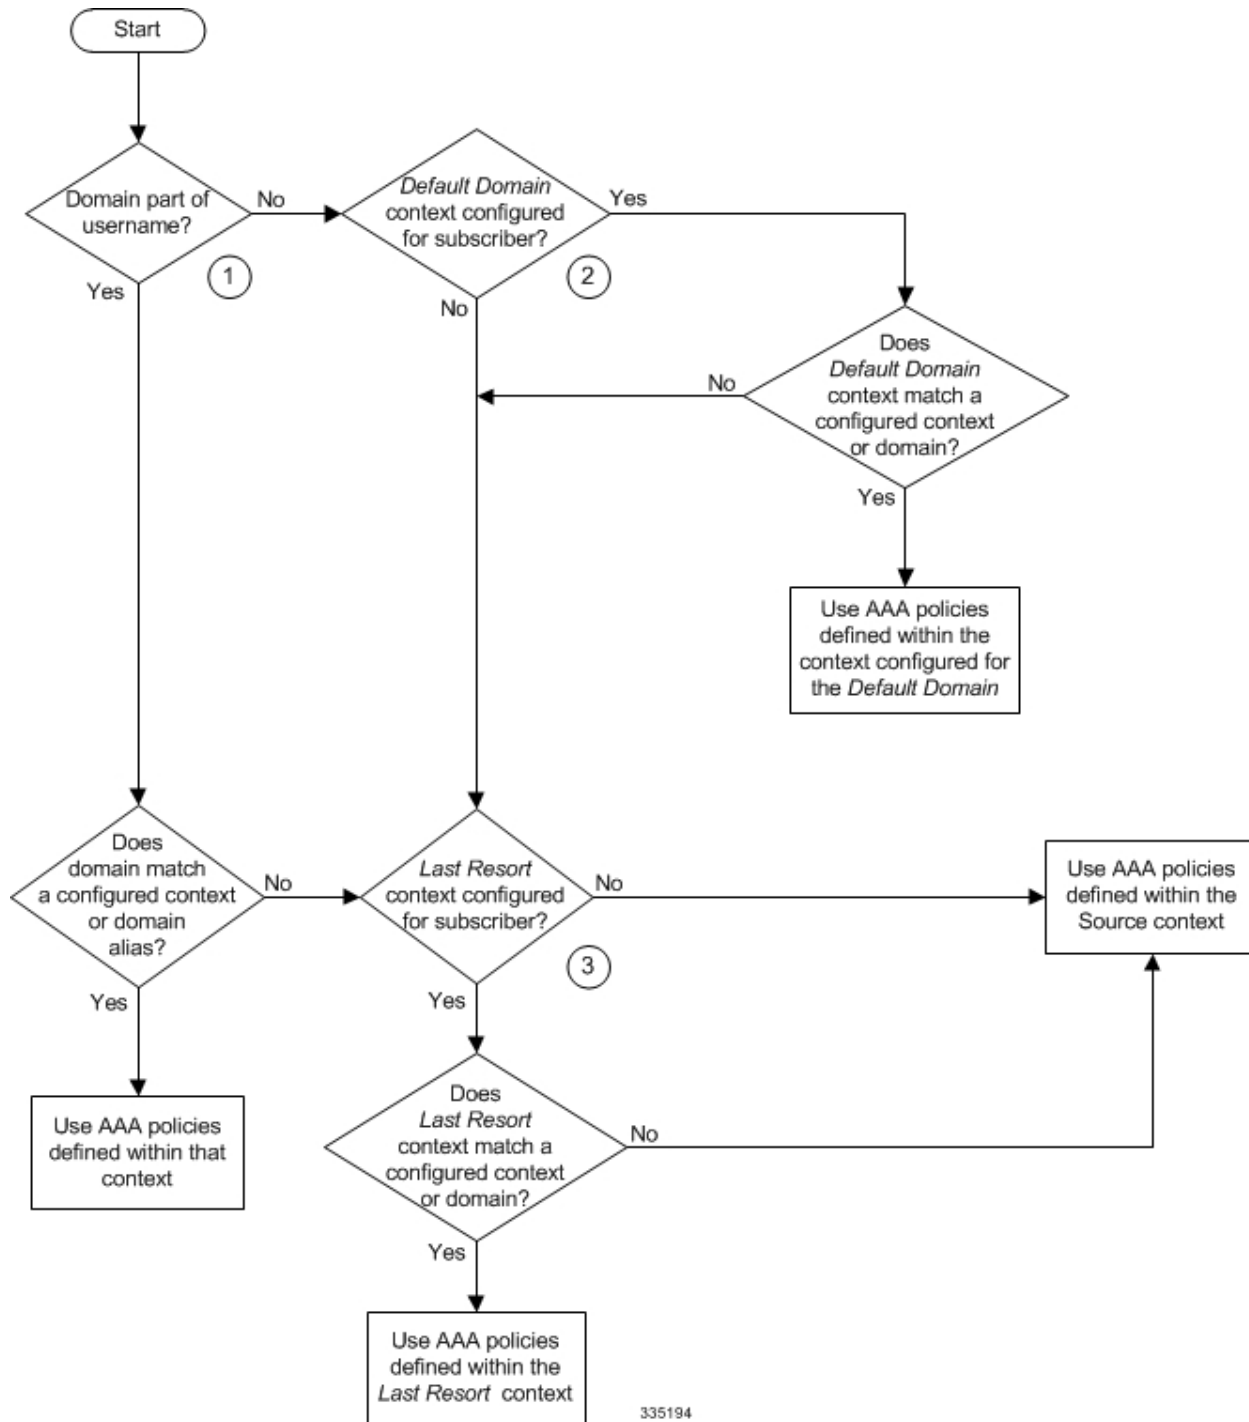 Start
Domain part of
username?
No
Yes
1
Default Domain
context configured
for subscriber?
Yes
No
2
Does
Default Domain
context match a
configured context
or domain?
No
Yes
Use AAA policies
defined within the
context configured for
the Default Domain
Does
domain match
a configured context
or domain
alias?
No
Yes
Use AAA policies
defined within that
context
Last Resort
context configured
for subscriber?
No
Yes
3
Use AAA policies
defined within the
Source context
Does
Last Resort
context match a
configured context
or domain?
No
Yes
Use AAA policies
defined within the
Last Resort context
335194